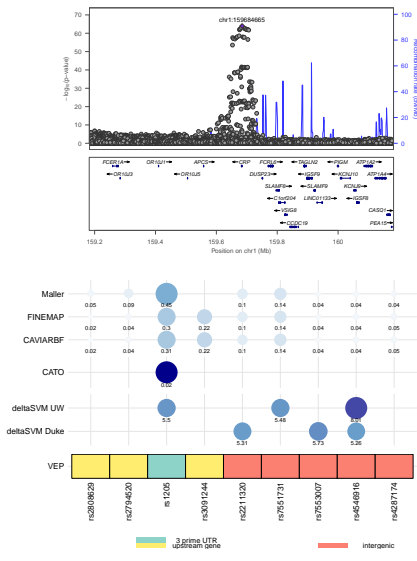 chr1:159684665
70
60
50
40
30
20
10
0
100
80
60
40
20
0
− log10(p−value)
Recombination rate (cM/Mb)
FCER1A
OR10J1
APCS
CRP
FCRL6
TAGLN2
PIGM
ATP1A2
OR10J3
OR10J5
DUSP23
IGSF9
KCNJ10
ATP1A4
SLAMF8
SLAMF9
KCNJ9
C1orf204
LINC01133
IGSF8
VSIG8
CASQ1
CCDC19
PEA15
159.2
159.4
159.6
159.8
160
Position on chr1 (Mb)
Maller
0.05 0.09 0.45 0.1 0.14 0.04 0.04 0.04
FINEMAP
0.02 0.04 0.3 0.22 0.1 0.14 0.04 0.04 0.05
CAVIARBF
0.02 0.04 0.31 0.22 0.1 0.14 0.04 0.04 0.05
CATO
0.02
deltaSVM UW
5.5 5.48
deltaSVM Duke
5.31 5.73 5.26
VEP
rs2808629
rs2794520
rs1205
rs3091244
rs2211320
rs7551731
rs7553007
rs4546916
rs4287174
3 prime UTR
upstream gene
intergenic